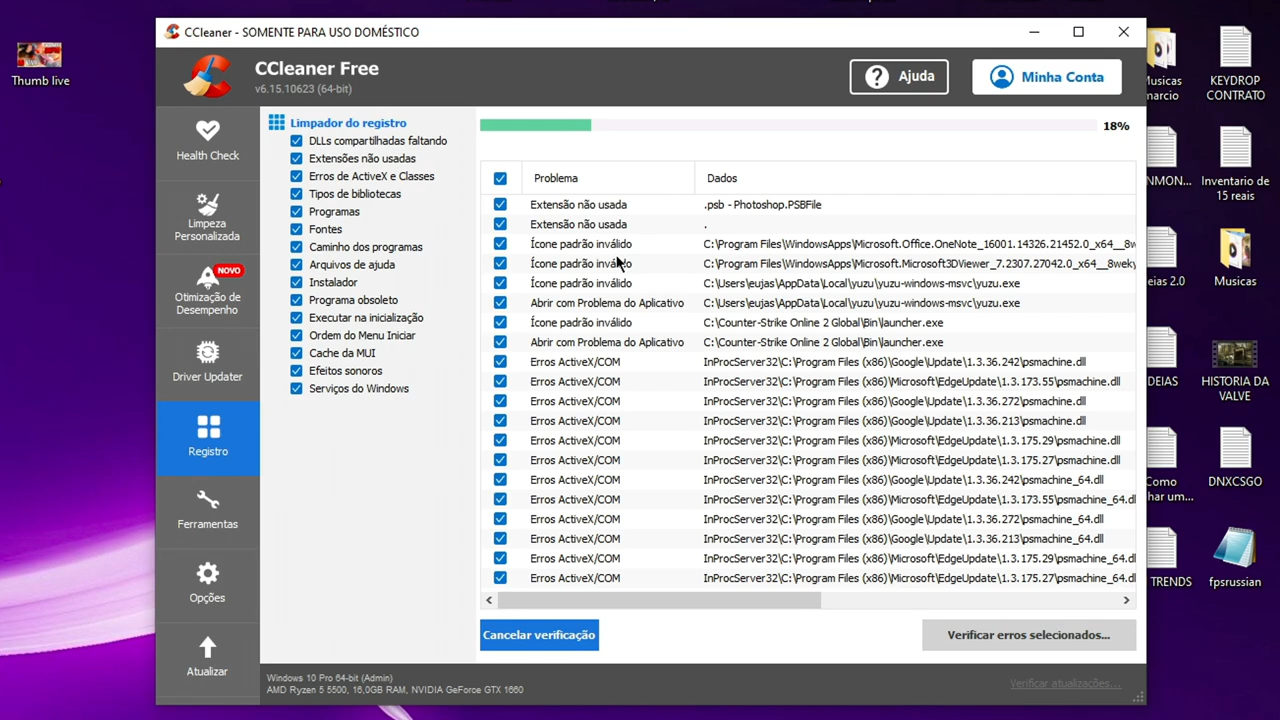 Thumb live
CCleaner - SOMENTE PARA USO DOMÉSTICO
CCleaner Free
v6.15.10623 (64-bit)
Ajuda
Minha Conta
Health Check
Limpeza
Personalizada
NOVO
Otimização de
Desempenho
Driver Updater
Registro
Ferramentas
Opções
Atualizar
Limpador do registro
DLLs compartilhadas faltando
Extensões não usadas
Erros de ActiveX e Classes
Tipos de bibliotecas
Programas
Fontes
Caminho dos programas
Arquivos de ajuda
Instalador
Programa obsoleto
Executar na inicialização
Ordem do Menu Iniciar
Cache da MUI
Efeitos sonoros
Serviços do Windows
18%
Problema Dados
Extensão não usada .psb - Photoshop.PSBFile
Extensão não usada .
Ícone padrão inválido C:\Program Files\WindowsApps\Microsoft.Office.OneNote_16001.14326.21452.0_x64__8w
Ícone padrão inválido C:\Program Files\WindowsApps\Microsoft.Microsoft3DViewer_7.2307.27042.0_x64__8weky
Ícone padrão inválido C:\Users\eujas\AppData\Local\yuzu\yuzu-windows-msvc\yuzu.exe
Abrir com Problema do Aplicativo C:\Users\eujas\AppData\Local\yuzu\yuzu-windows-msvc\yuzu.exe
Ícone padrão inválido C:\Counter-Strike Online 2 Global\Bin\launcher.exe
Abrir com Problema do Aplicativo C:\Counter-Strike Online 2 Global\Bin\launcher.exe
Erros ActiveX/COM InProcServer32\C:\Program Files (x86)\Google\Update\1.3.36.242\psmachine.dll
Erros ActiveX/COM InProcServer32\C:\Program Files (x86)\Microsoft\EdgeUpdate\1.3.173.55\psmachine.dll
Erros ActiveX/COM InProcServer32\C:\Program Files (x86)\Google\Update\1.3.36.272\psmachine.dll
Erros ActiveX/COM InProcServer32\C:\Program Files (x86)\Google\Update\1.3.36.213\psmachine.dll
Erros ActiveX/COM InProcServer32\C:\Program Files (x86)\Microsoft\EdgeUpdate\1.3.175.29\psmachine.dll
Erros ActiveX/COM InProcServer32\C:\Program Files (x86)\Microsoft\EdgeUpdate\1.3.175.27\psmachine.dll
Erros ActiveX/COM InProcServer32\C:\Program Files (x86)\Google\Update\1.3.36.242\psmachine_64.dll
Erros ActiveX/COM InProcServer32\C:\Program Files (x86)\Microsoft\EdgeUpdate\1.3.173.55\psmachine_64.dl
Erros ActiveX/COM InProcServer32\C:\Program Files (x86)\Google\Update\1.3.36.272\psmachine_64.dll
Erros ActiveX/COM InProcServer32\C:\Program Files (x86)\Google\Update\1.3.36.213\psmachine_64.dll
Erros ActiveX/COM InProcServer32\C:\Program Files (x86)\Microsoft\EdgeUpdate\1.3.175.29\psmachine_64.dl
Erros ActiveX/COM InProcServer32\C:\Program Files (x86)\Microsoft\EdgeUpdate\1.3.175.27\psmachine_64.dl
Cancelar verificação
Verificar erros selecionados...
Windows 10 Pro 64-bit (Admin)
AMD Ryzen 5 5500, 16,0GB RAM, NVIDIA GeForce GTX 1660
Verificar atualizações...
Musicas
marcio
KEYDROP
CONTRATO
NMON...
Inventario de
15 reais
eias 2.0
Musicas
DEIAS
HISTORIA DA
VALVE
Como
har um...
DNXCSGO
TRENDS
fpsrussian